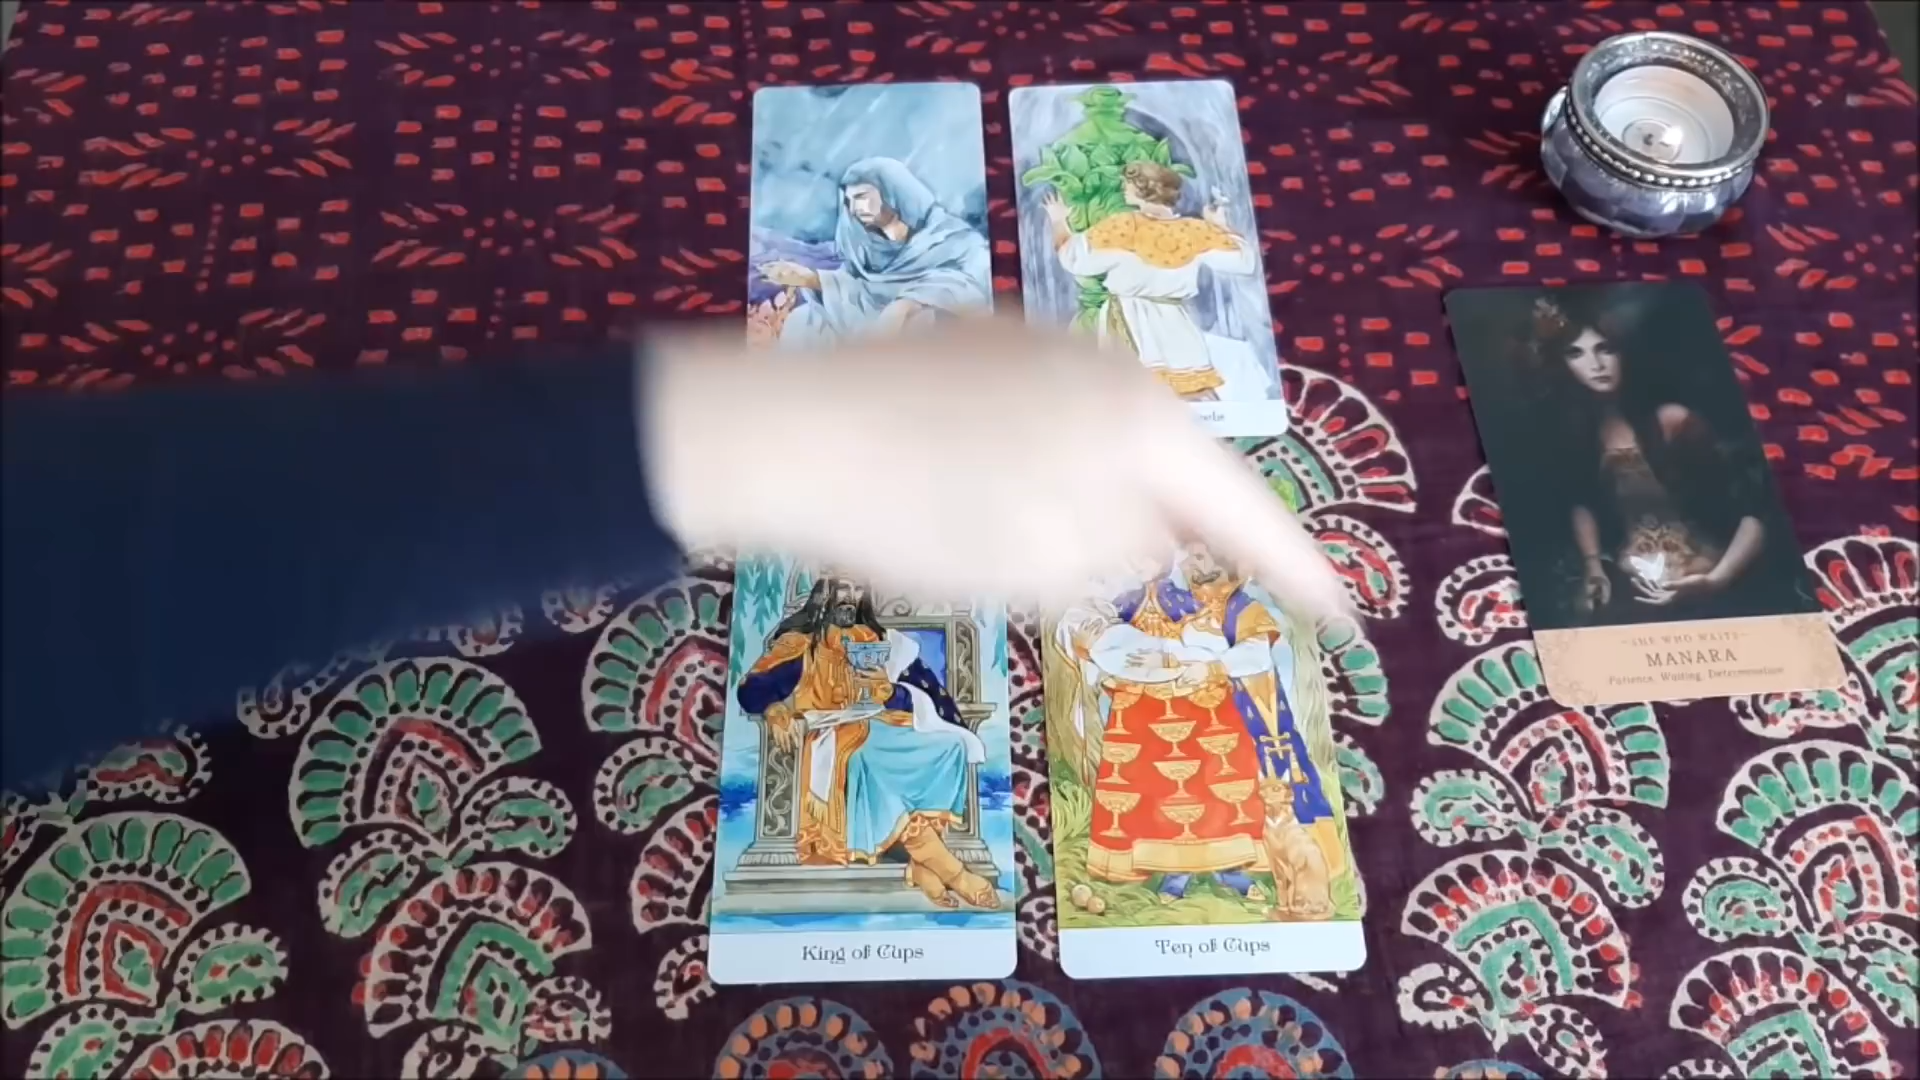 King of Cups
Ten of Cups
~SHE WHO WAITS~
MANARA
Patience, Waiting, Determination